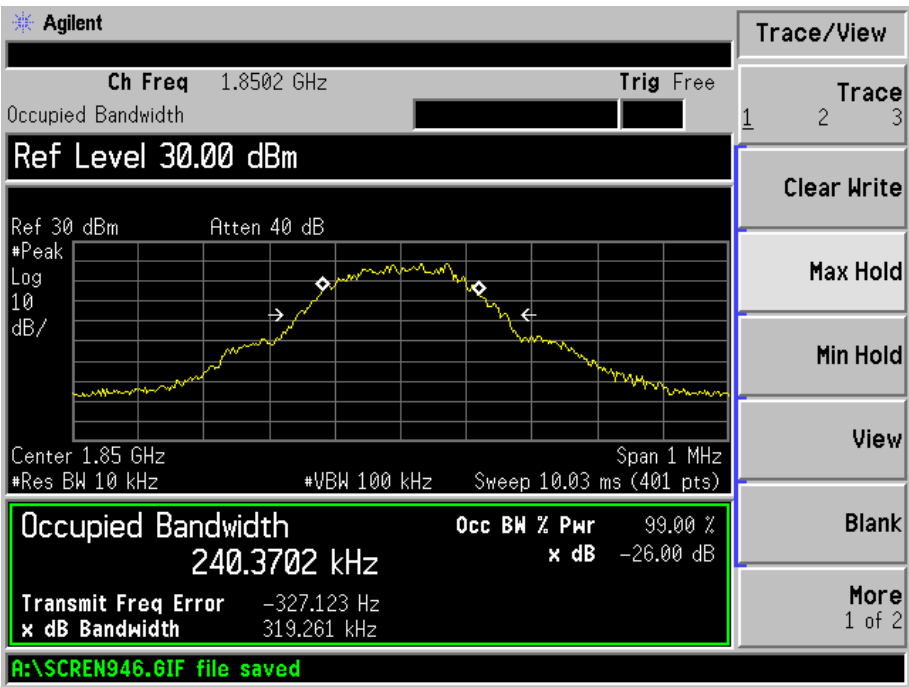 Agilent
Trace/View
Ch Freq 1.8502 GHz Trig Free
Occupied Bandwidth
Ref Level 30.00 dBm
Ref 30 dBm Atten 40 dB
#Peak
Log
10
dB/
Center 1.85 GHz Span 1 MHz
#Res BW 10 kHz #VBW 100 kHz Sweep 10.03 ms (401 pts)
Occupied Bandwidth Occ BW % Pwr 99.00 %
240.3702 kHz x dB -26.00 dB
Transmit Freq Error -327.123 Hz
x dB Bandwidth 319.261 kHz
A:\SCREN946.GIF file saved
Trace
1 2 3
Clear Write
Max Hold
Min Hold
View
Blank
More
1 of 2